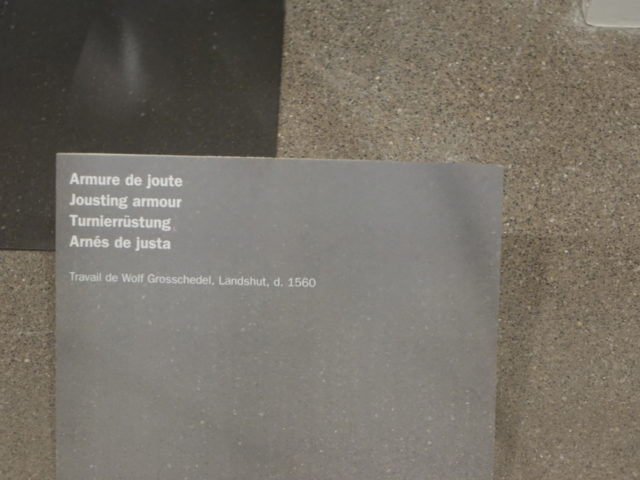 Armure de joute
Jousting armour
Turnierrüstung
Arnés de justa
Travail de Wolf Grosschedel, Landshut, d. 1560